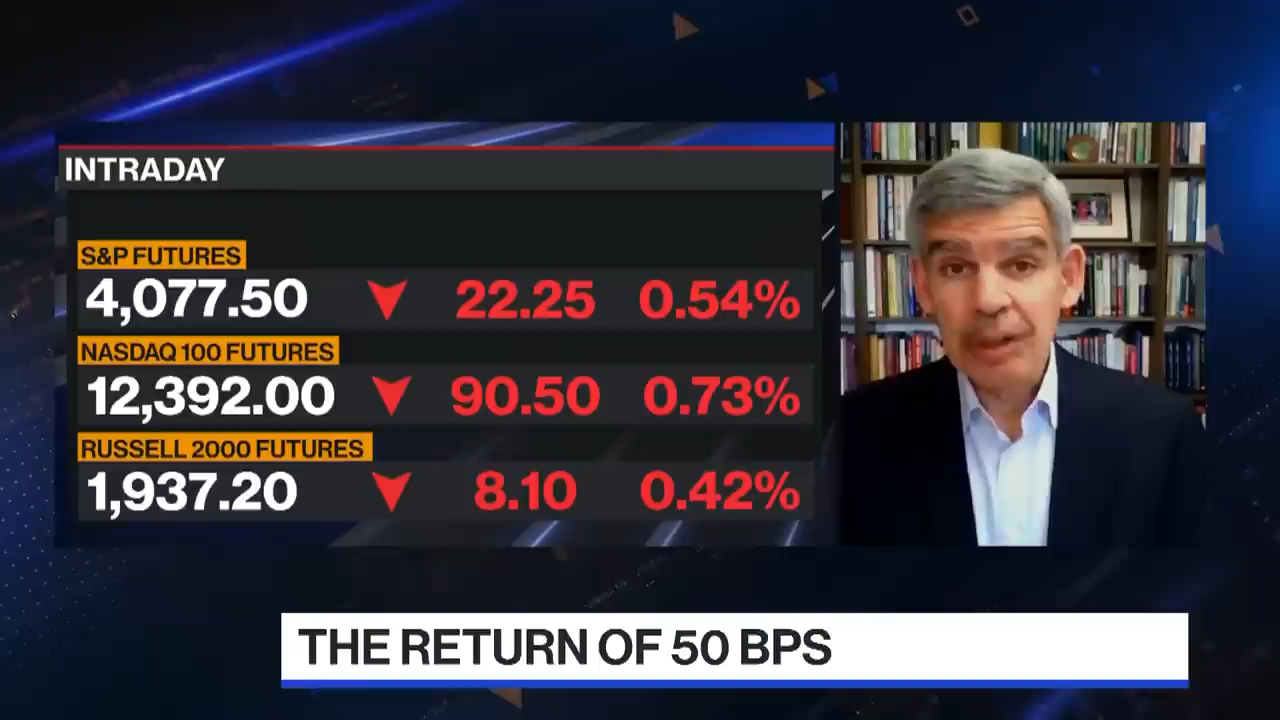 INTRADAY
S&P FUTURES
4,077.50 22.25 0.54%
NASDAQ 100 FUTURES
12,392.00 90.50 0.73%
RUSSELL 2000 FUTURES
1,937.20 8.10 0.42%
THE RETURN OF 50 BPS